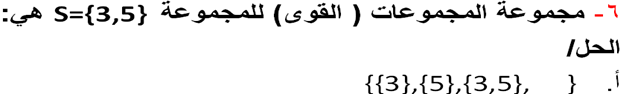 ٦- مجموعة المجموعات ( القوى) للمجموعة S={3,5} هي:
الحل/
أ. {{3},{5},{3,5}, }